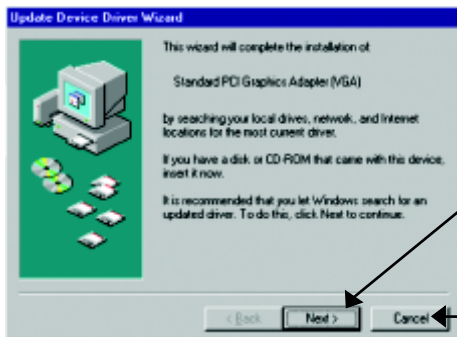 Update Device Driver Wizard
This wizard will complete the installation of:
Standard PCI Graphics Adapter (VGA)
by searching your local drives, network, and Internet
locations for the most current driver.
If you have a disk or CD-ROM that came with this device,
insert it now.
It is recommended that you let Windows search for an
updated driver. To do this, click Next to continue.
< Back
Next >
Cancel